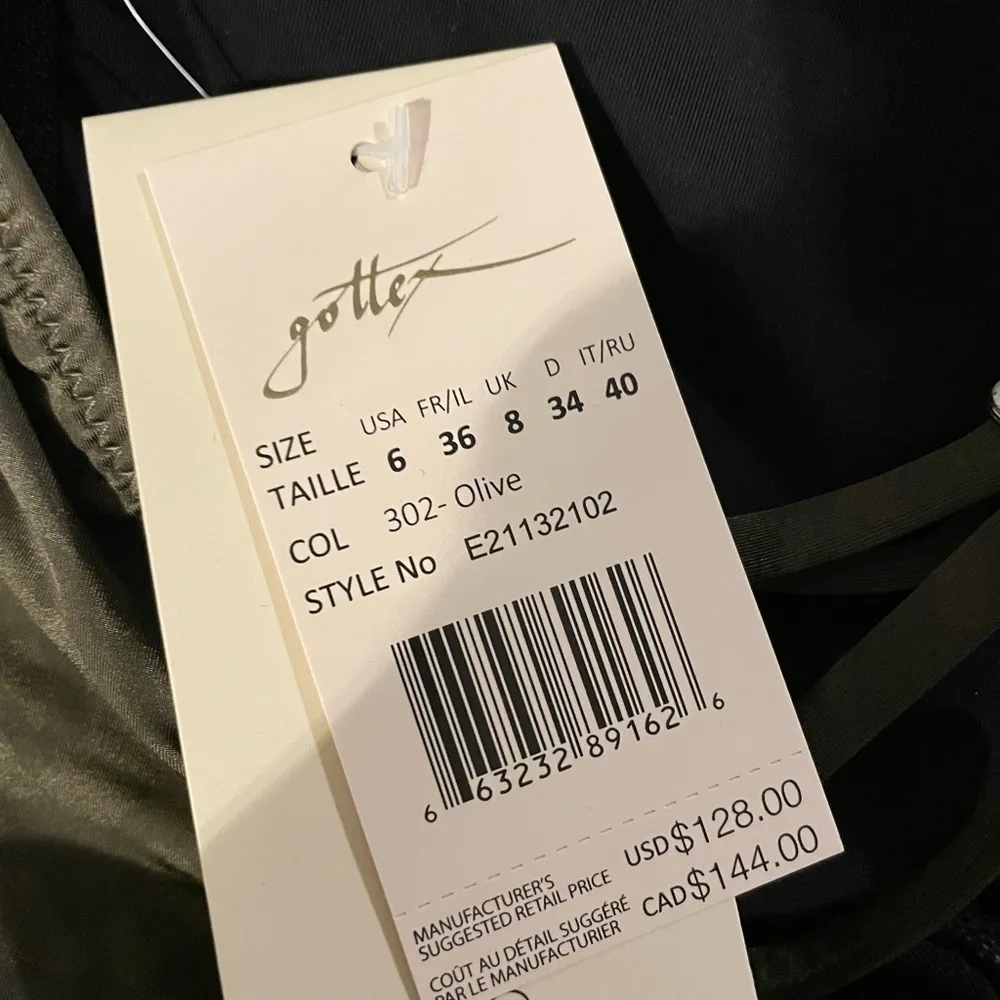 gottex
USA FR/IL UK D IT/RU
SIZE
TAILLE 6 36 8 34 40
COL 302- Olive
STYLE No E21132102
6 63232 89162 6
USD$128.00
MANUFACTURER'S
SUGGESTED RETAIL PRICE
CAD$144.00
COÛT AU DÉTAIL SUGGÉRÉ
PAR LE MANUFACTURIER